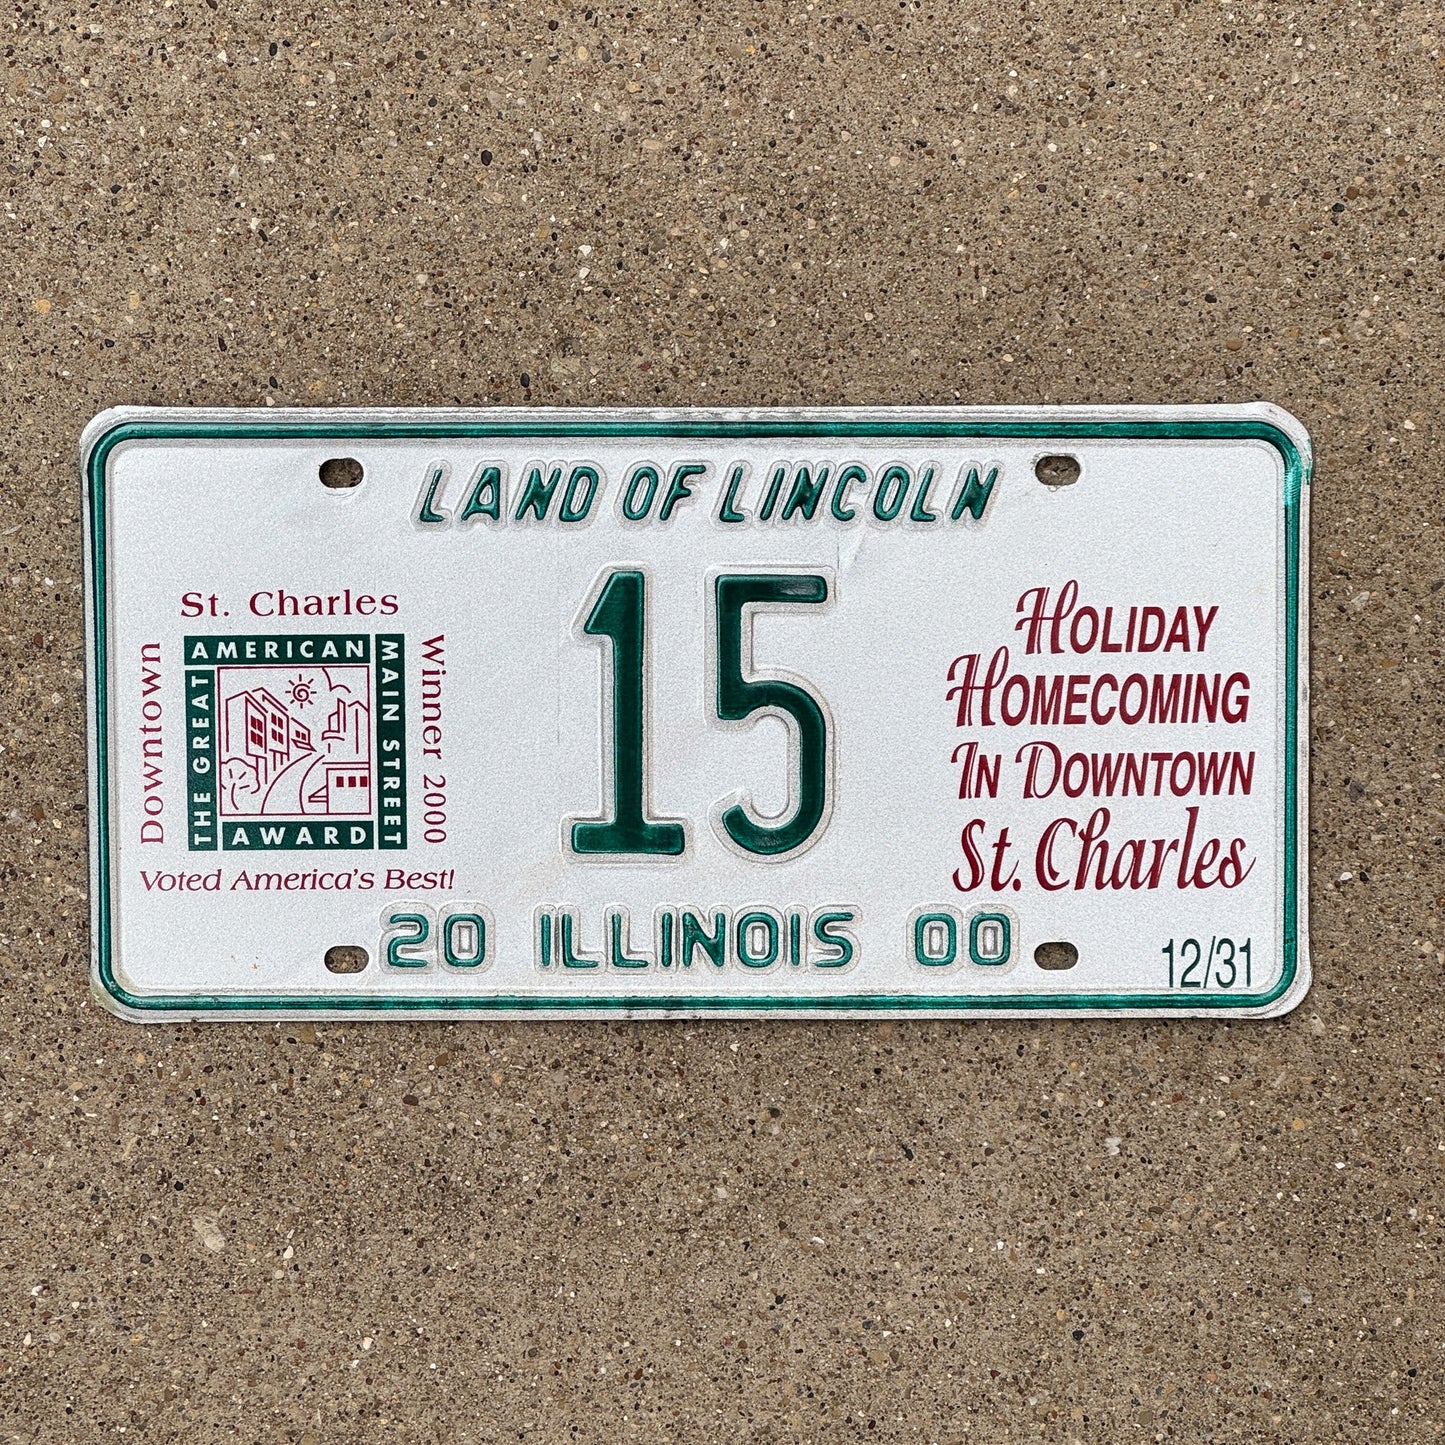 LAND OF LINCOLN
St. Charles
Downtown
THE GREAT
AMERICAN
MAIN STREET
AWARD
Winner 2000
Voted America's Best!
15
HOLIDAY
HOMECOMING
IN DOWNTOWN
St. Charles
20 ILLINOIS 00
12/31